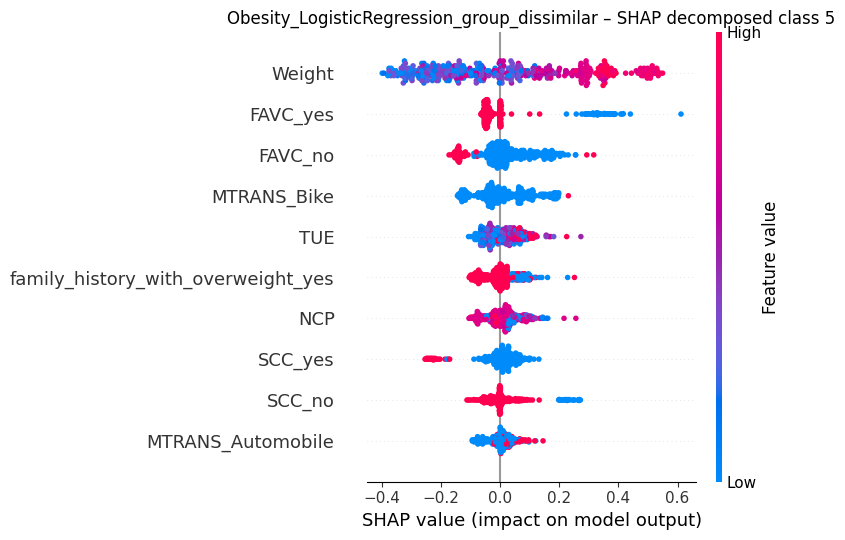 Obesity_LogisticRegression_group_dissimilar – SHAP decomposed class 5
High
Weight
FAVC_yes
FAVC_no
MTRANS_Bike
TUE
family_history_with_overweight_yes
NCP
SCC_yes
SCC_no
MTRANS_Automobile
Feature value
Low
−0.4 −0.2 0.0 0.2 0.4 0.6
SHAP value (impact on model output)